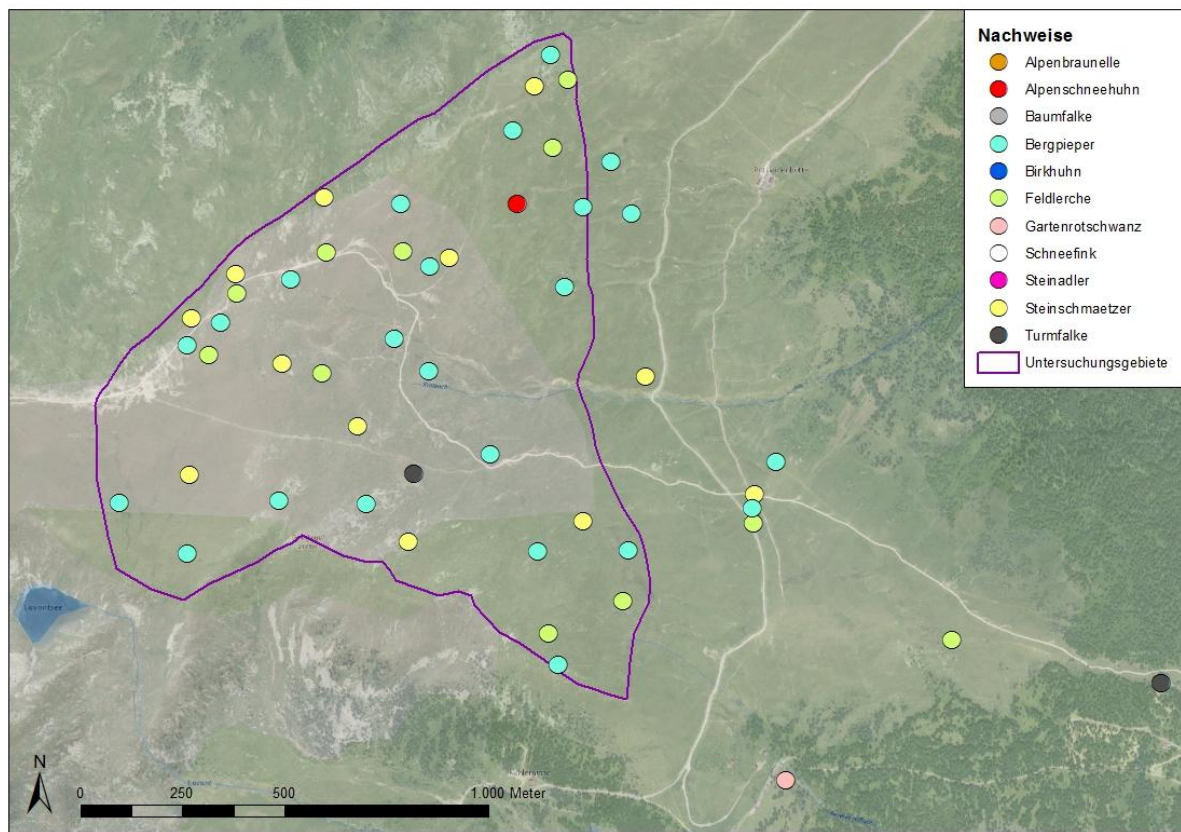 Nachweise
Alpenbraunelle
Alpenschneehuhn
Baumfalke
Bergpieper
Birkhuhn
Feldlerche
Gartenrotschwanz
Schneefink
Steinadler
Steinschmaetzer
Turmfalke
Untersuchungsgebiete
N
0 250 500 1.000 Meter